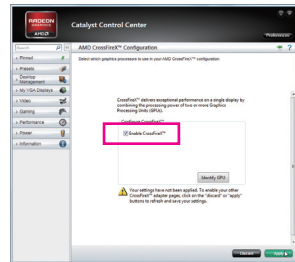 RADEON
GRAPHICS
AMD
Catalyst Control Center
Preferences
Search
AMD CrossFireX™ Configuration
Select which graphics processors to use in your AMD CrossFireX™ configuration.
Pinned
Presets
Desktop
Management
My VGA Displays
Video
Gaming
Performance
Power
Information
CrossFireX™ delivers exceptional performance on a single display by
combining the processing power of two or more Graphics
Processing Units (GPU).
Configure CrossFireX™
Enable CrossFireX™
Identify GPU
Your settings have not been applied. To enable your other
CrossFireX™ adapter pages, click on the "discard" or "apply"
buttons to refresh and save your settings.
Discard
Apply